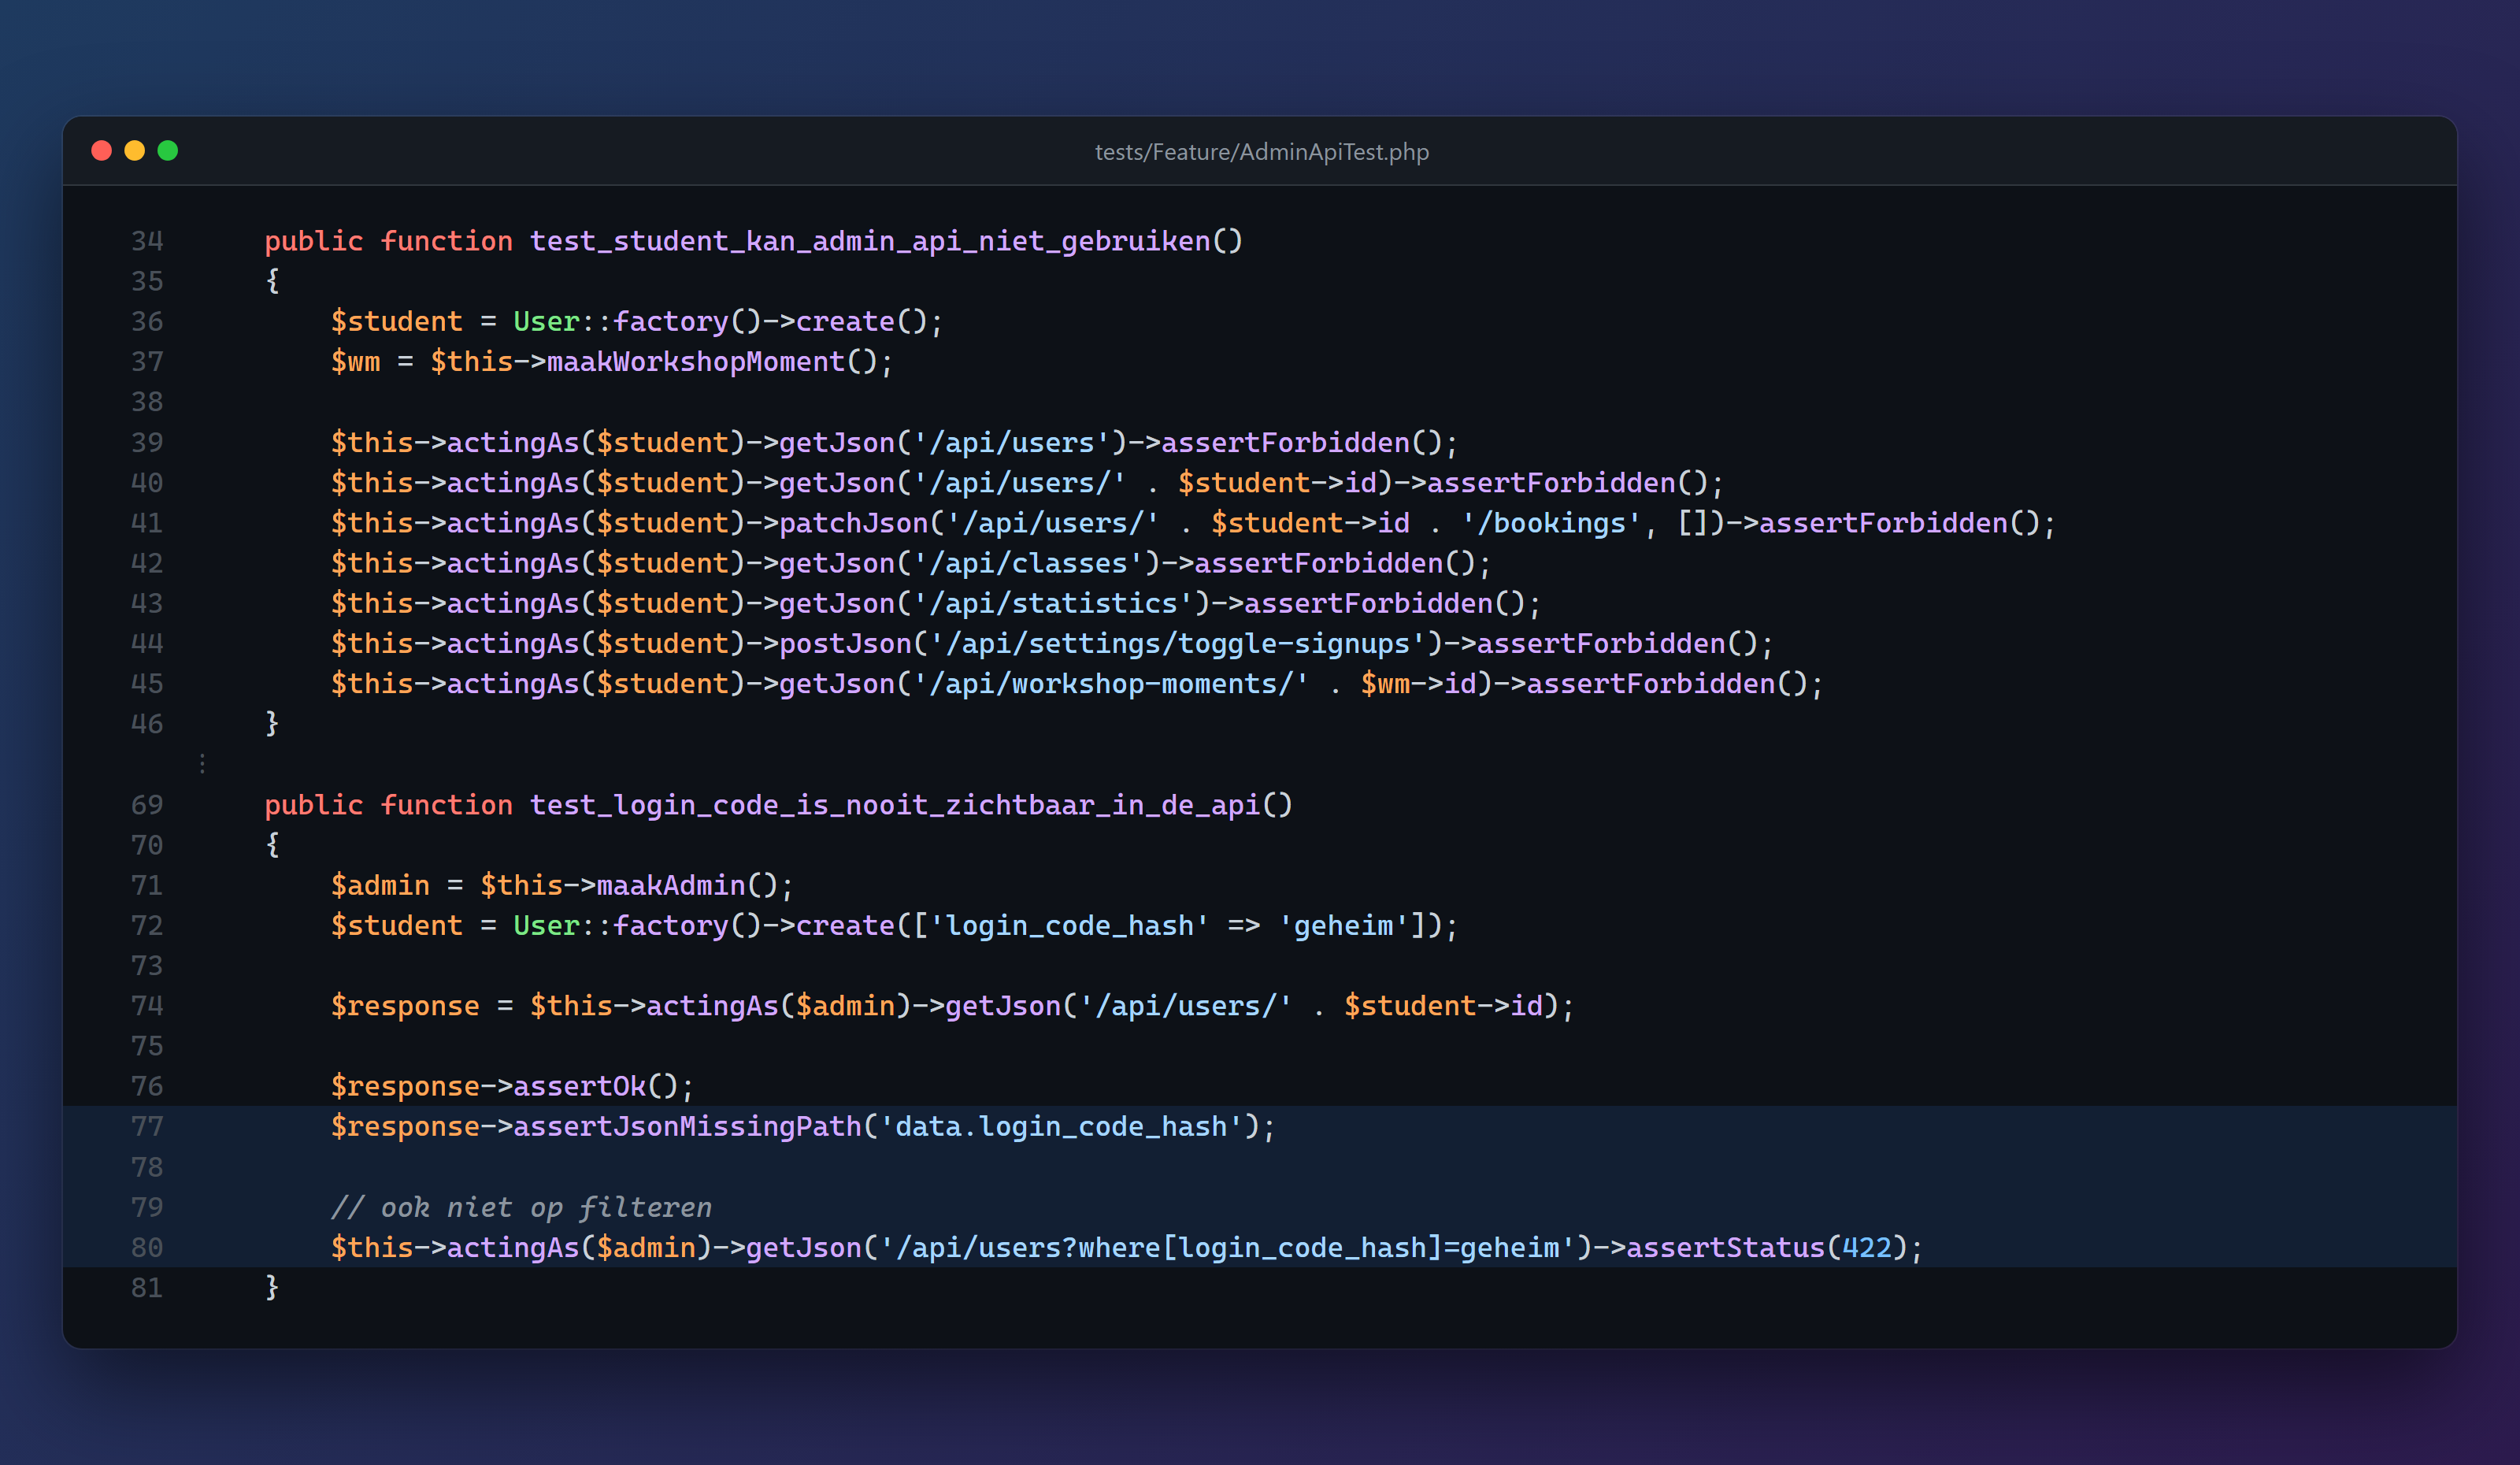 tests/Feature/AdminApiTest.php
34 public function test_student_kan_admin_api_niet_gebruiken()
35 {
36 $student = User::factory()->create();
37 $wm = $this->maakWorkshopMoment();
38
39 $this->actingAs($student)->getJson('/api/users')->assertForbidden();
40 $this->actingAs($student)->getJson('/api/users/' . $student->id)->assertForbidden();
41 $this->actingAs($student)->patchJson('/api/users/' . $student->id . '/bookings', [])->assertForbidden();
42 $this->actingAs($student)->getJson('/api/classes')->assertForbidden();
43 $this->actingAs($student)->getJson('/api/statistics')->assertForbidden();
44 $this->actingAs($student)->postJson('/api/settings/toggle-signups')->assertForbidden();
45 $this->actingAs($student)->getJson('/api/workshop-moments/' . $wm->id)->assertForbidden();
46 }
⋮
69 public function test_login_code_is_nooit_zichtbaar_in_de_api()
70 {
71 $admin = $this->maakAdmin();
72 $student = User::factory()->create(['login_code_hash' => 'geheim']);
73
74 $response = $this->actingAs($admin)->getJson('/api/users/' . $student->id);
75
76 $response->assertOk();
77 $response->assertJsonMissingPath('data.login_code_hash');
78
79 // ook niet op filteren
80 $this->actingAs($admin)->getJson('/api/users?where[login_code_hash]=geheim')->assertStatus(422);
81 }